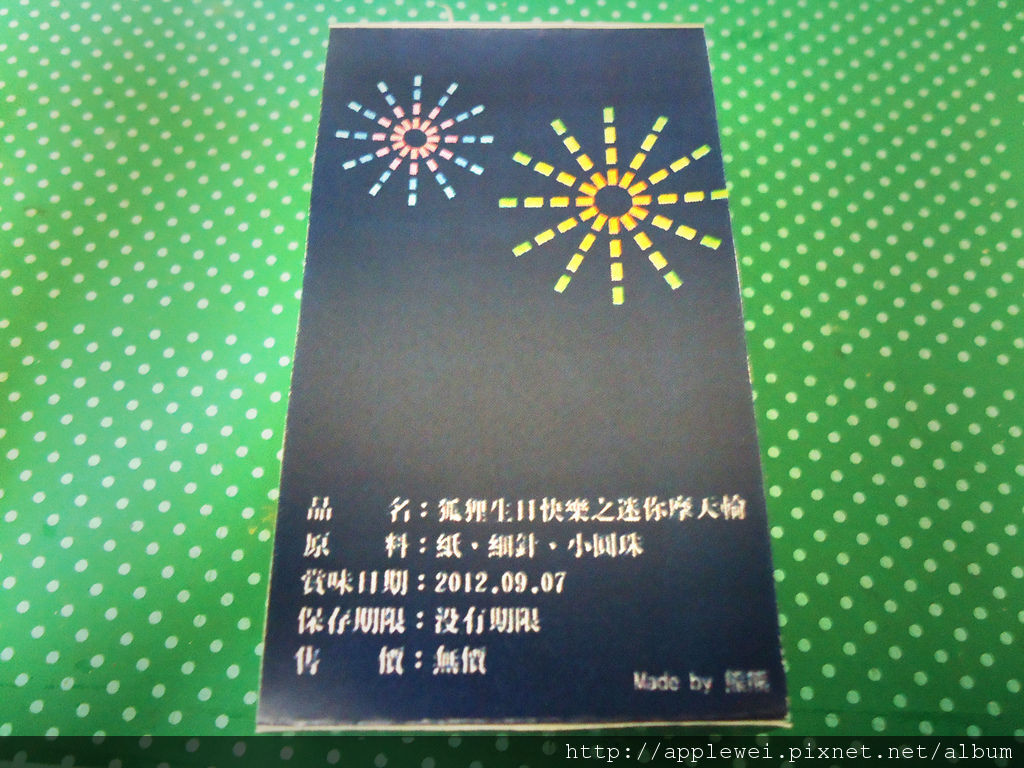 品　　名：狐狸生日快樂之迷你摩天輪
原　　料：紙、細針、小圓珠
賞味日期：2012.09.07
保存期限：沒有期限
售　　價：無價
Made by 熊熊
http://applewei.pixnet.net/album